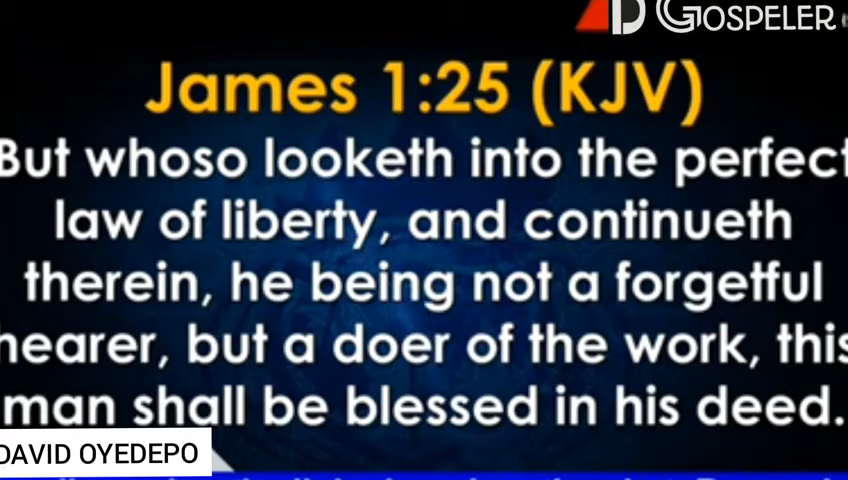 GOSPELER
James 1:25 (KJV)
But whoso looketh into the perfect
law of liberty, and continueth
therein, he being not a forgetful
hearer, but a doer of the work, this
man shall be blessed in his deed.
DAVID OYEDEPO